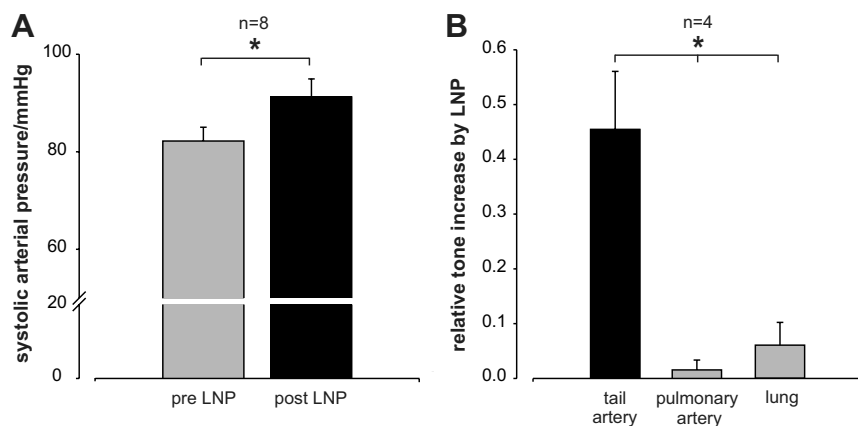 A
n=8
*
systolic arterial pressure/mmHg
100
80
60
20
0
pre LNP
post LNP
B
n=4
*
relative tone increase by LNP
0.6
0.5
0.4
0.3
0.2
0.1
0.0
tail
artery
pulmonary
artery
lung